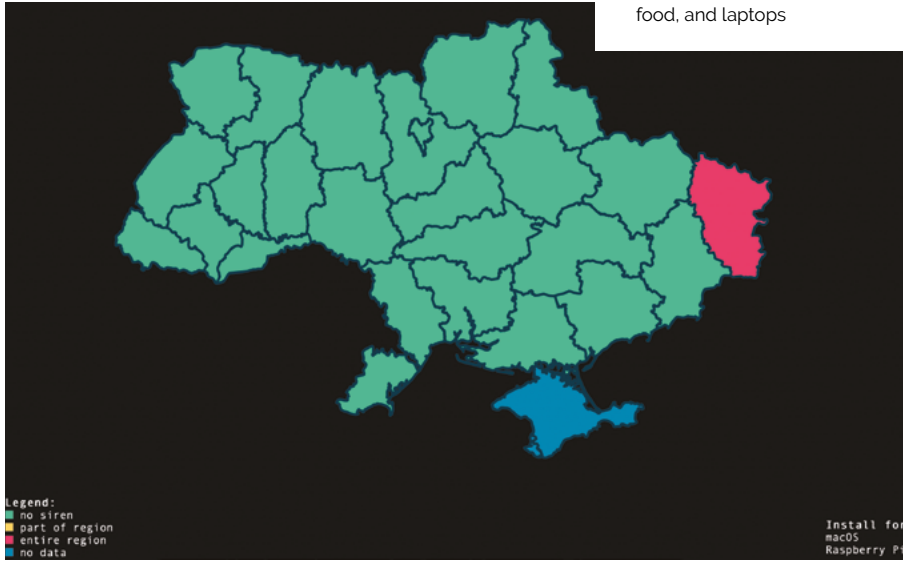 food, and laptops
Legend:
no siren
part of region
entire region
no data
Install for
macOS
Raspberry Pi